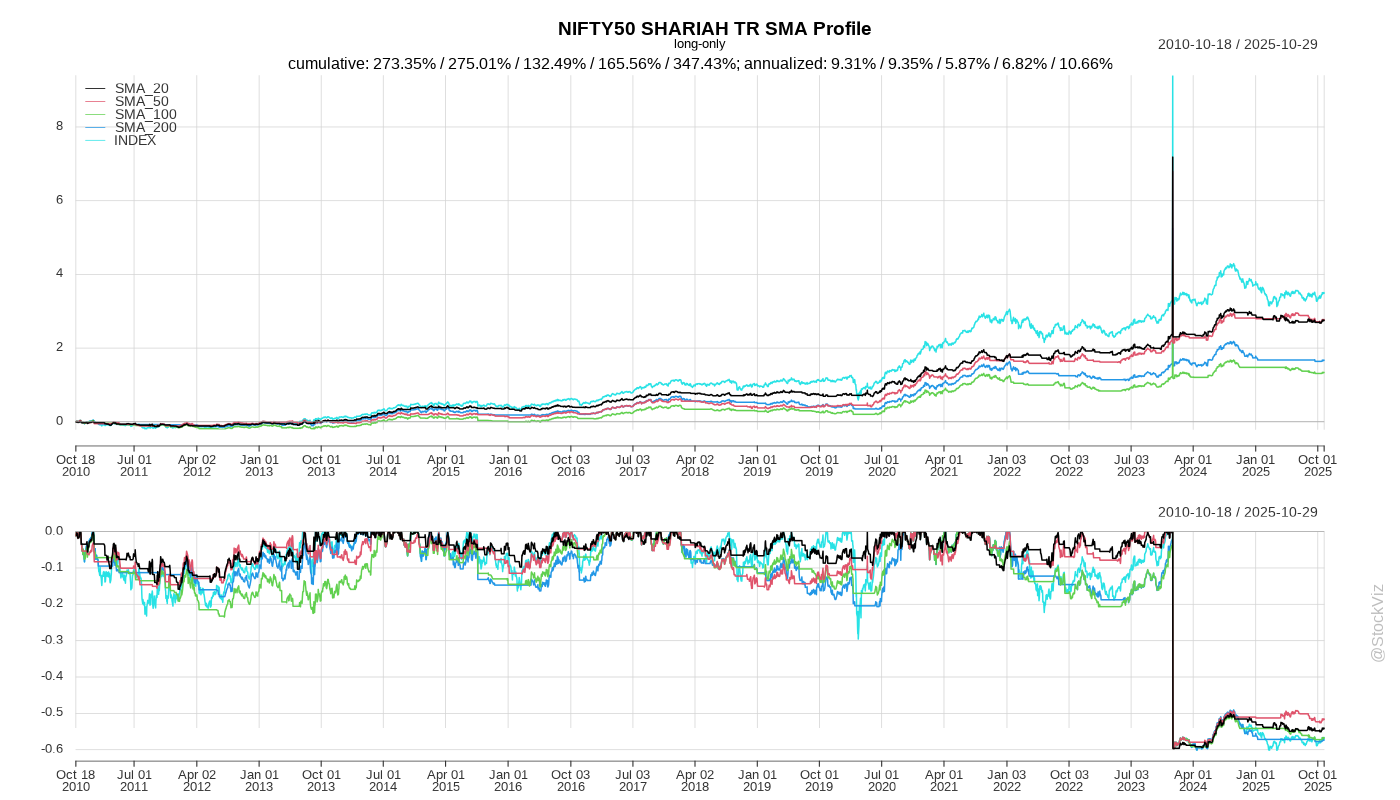 NIFTY50 SHARIAH TR SMA Profile
long-only
2010-10-18 / 2025-10-29
cumulative: 273.35% / 275.01% / 132.49% / 165.56% / 347.43%; annualized: 9.31% / 9.35% / 5.87% / 6.82% / 10.66%
SMA_20
SMA_50
SMA_100
SMA_200
INDEX
8
6
4
2
0
Oct 18 Jul 01 Apr 02 Jan 01 Oct 01 Jul 01 Apr 01 Jan 01 Oct 03 Jul 03 Apr 02 Jan 01 Oct 01 Jul 01 Apr 01 Jan 03 Oct 03 Jul 03 Apr 01 Jan 01 Oct 01
2010 2011 2012 2013 2013 2014 2015 2016 2016 2017 2018 2019 2019 2020 2021 2022 2022 2023 2024 2025 2025
2010-10-18 / 2025-10-29
0.0
-0.1
-0.2
-0.3
-0.4
-0.5
-0.6
Oct 18 Jul 01 Apr 02 Jan 01 Oct 01 Jul 01 Apr 01 Jan 01 Oct 03 Jul 03 Apr 02 Jan 01 Oct 01 Jul 01 Apr 01 Jan 03 Oct 03 Jul 03 Apr 01 Jan 01 Oct 01
2010 2011 2012 2013 2013 2014 2015 2016 2016 2017 2018 2019 2019 2020 2021 2022 2022 2023 2024 2025 2025
@StockViz